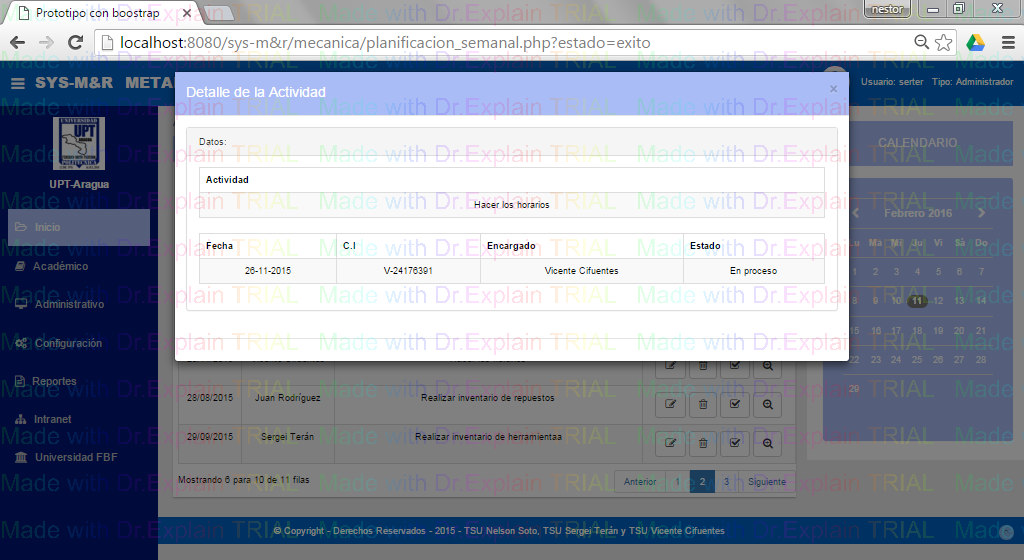 Prototipo con boostrap
nestor
localhost:8080/sys-m&r/mecanica/planificacion_semanal.php?estado=exito
SYS-M&R META
Usuario: serter Tipo: Administrador
Detalle de la Actividad ×
Datos:
Actividad
Hacer los horarios
Fecha C.I Encargado Estado
26-11-2015 V-24176391 Vicente Cifuentes En proceso
UNIVERSIDAD
UPT
UPT-Aragua
Inicio
Académico
Administrativo
Configuración
Reportes
Intranet
Universidad FBF
CALENDARIO
Febrero 2016
Lu Ma Mi Ju Vi Sá Do
1 2 3 4 5 6 7
8 9 10 11 12 13 14
15 16 17 18 19 20 21
22 23 24 25 26 27 28
29
28/08/2015 Juan Rodríguez Realizar inventario de repuestos
29/09/2015 Sergei Terán Realizar inventario de herramientaa
Mostrando 6 para 10 de 11 filas
Anterior 1 2 3 Siguiente
© Copyright - Derechos Reservados - 2015 - TSU Nelson Soto, TSU Sergei Terán y TSU Vicente Cifuentes
Made with Dr.Explain TRIAL